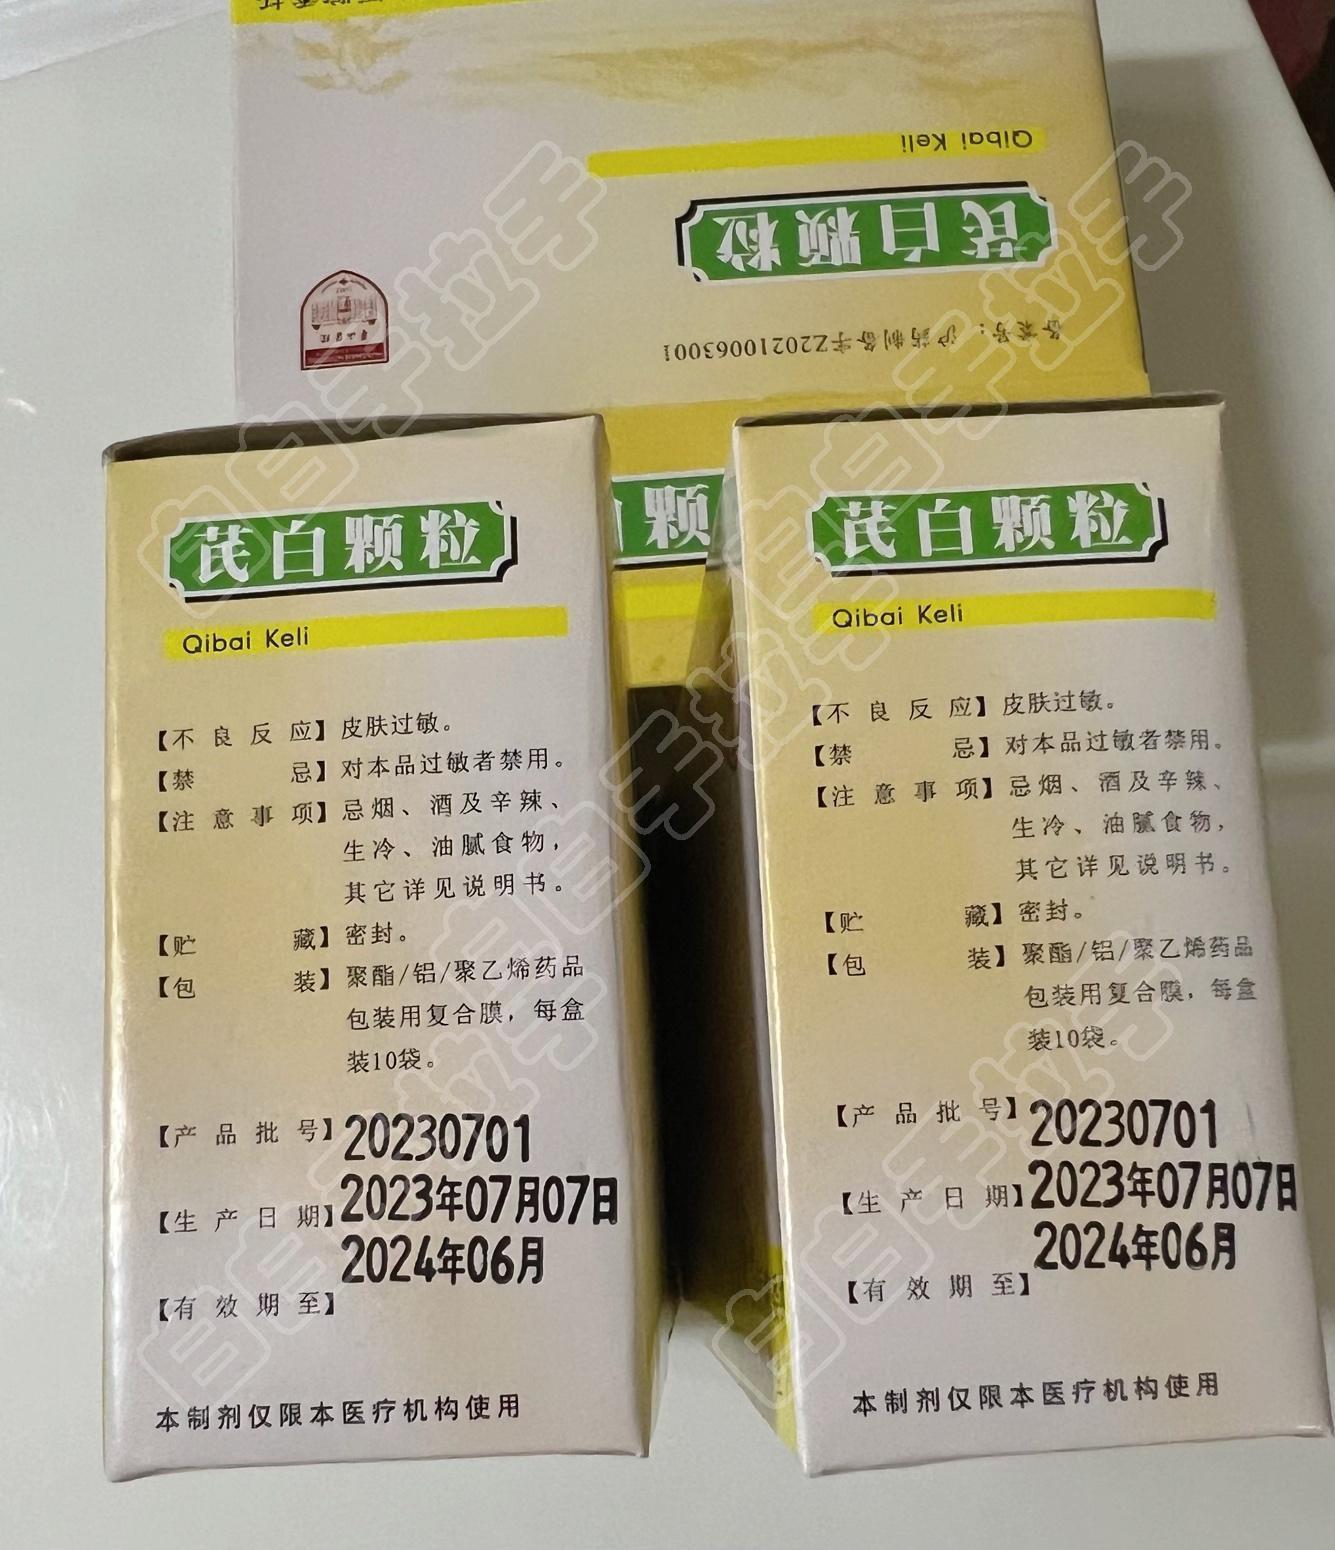 Qibai Keli
芪白颗粒
备案号：沪药制备字Z20210063001
芪白颗粒
Qibai Keli
【不良反应】皮肤过敏。
【禁忌】对本品过敏者禁用。
【注意事项】忌烟、酒及辛辣、
生冷、油腻食物，
其它详见说明书。
【贮藏】密封。
【包装】聚酯/铝/聚乙烯药品
包装用复合膜，每盒
装10袋。
【产品批号】20230701
【生产日期】2023年07月07日
【有效期至】2024年06月
本制剂仅限本医疗机构使用
颗
芪白颗粒
Qibai Keli
【不良反应】皮肤过敏。
【禁忌】对本品过敏者禁用。
【注意事项】忌烟、酒及辛辣、
生冷、油腻食物，
其它详见说明书。
【贮藏】密封。
【包装】聚酯/铝/聚乙烯药品
包装用复合膜，每盒
装10袋。
【产品批号】20230701
【生产日期】2023年07月07日
【有效期至】2024年06月
本制剂仅限本医疗机构使用